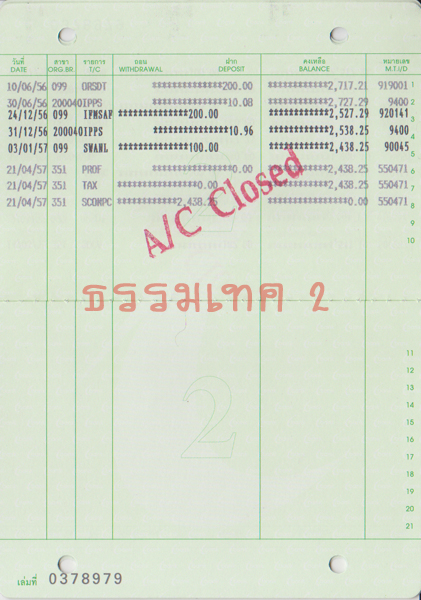 วันที่ สาขา รายการ ถอน ฝาก คงเหลือ หมายเลข
DATE ORG.BR. T/C WITHDRAWAL DEPOSIT BALANCE M.T.I/D
10/06/56 099 ORSDT ***************200.00 ************2,717.21 919001 1
30/06/56 200040IPPS ****************10.08 ************2,727.29 9400 2
24/12/56 099 IFMSAP ***************200.00 ************2,527.29 920141 3
31/12/56 200040IPPS ****************10.96 ************2,538.25 9400 4
03/01/57 099 SWANL ***************100.00 ************2,438.25 90045 5
21/04/57 351 PROF *****************0.00 ************2,438.25 550471 6
21/04/57 351 TAX *****************0.00 ************2,438.25 550471 7
21/04/57 351 SCONPC ************2,438.25 *****************0.00 550471 8
A/C Closed
9
10
ธรรมเทค 2
2
11
12
13
14
15
16
17
18
19
20
21
เล่มที่ 0378979